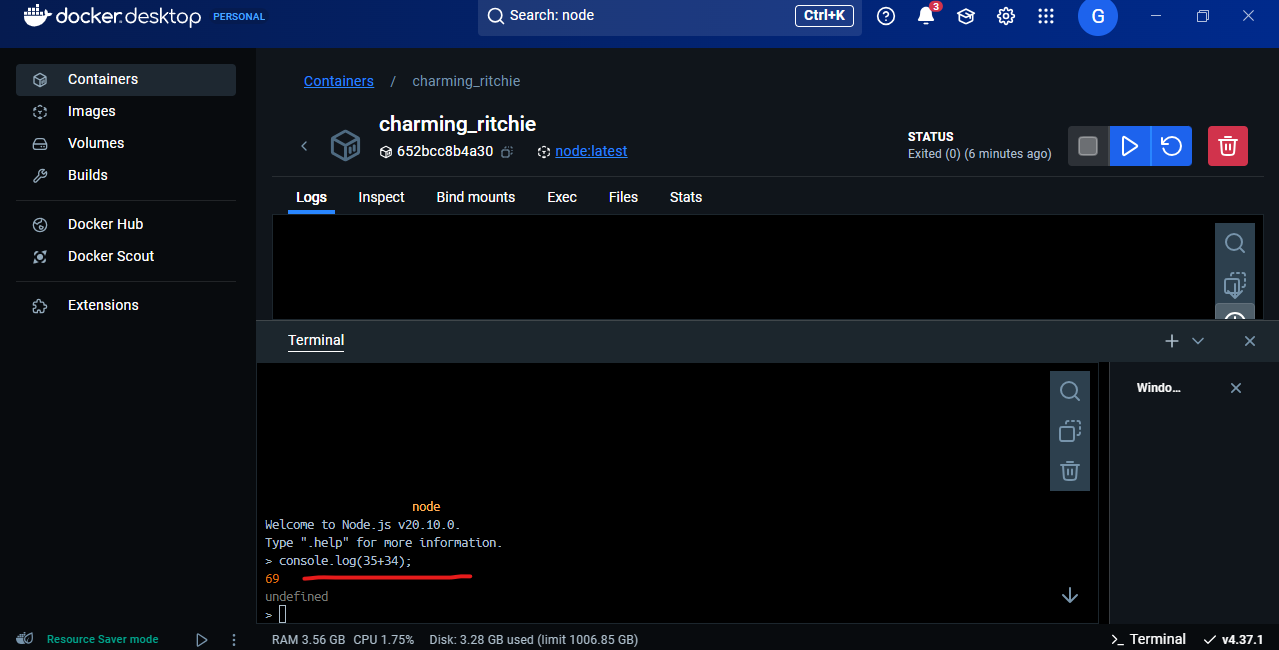 docker.desktop PERSONAL
Search: node
Ctrl+K
3
G
Containers
Images
Volumes
Builds
Docker Hub
Docker Scout
Extensions
Containers / charming_ritchie
charming_ritchie
652bcc8b4a30
node:latest
STATUS
Exited (0) (6 minutes ago)
Logs
Inspect
Bind mounts
Exec
Files
Stats
Terminal
Windo...
node
Welcome to Node.js v20.10.0.
Type ".help" for more information.
> console.log(35+34);
69
undefined
>
Resource Saver mode
RAM 3.56 GB CPU 1.75% Disk: 3.28 GB used (limit 1006.85 GB)
Terminal
v4.37.1